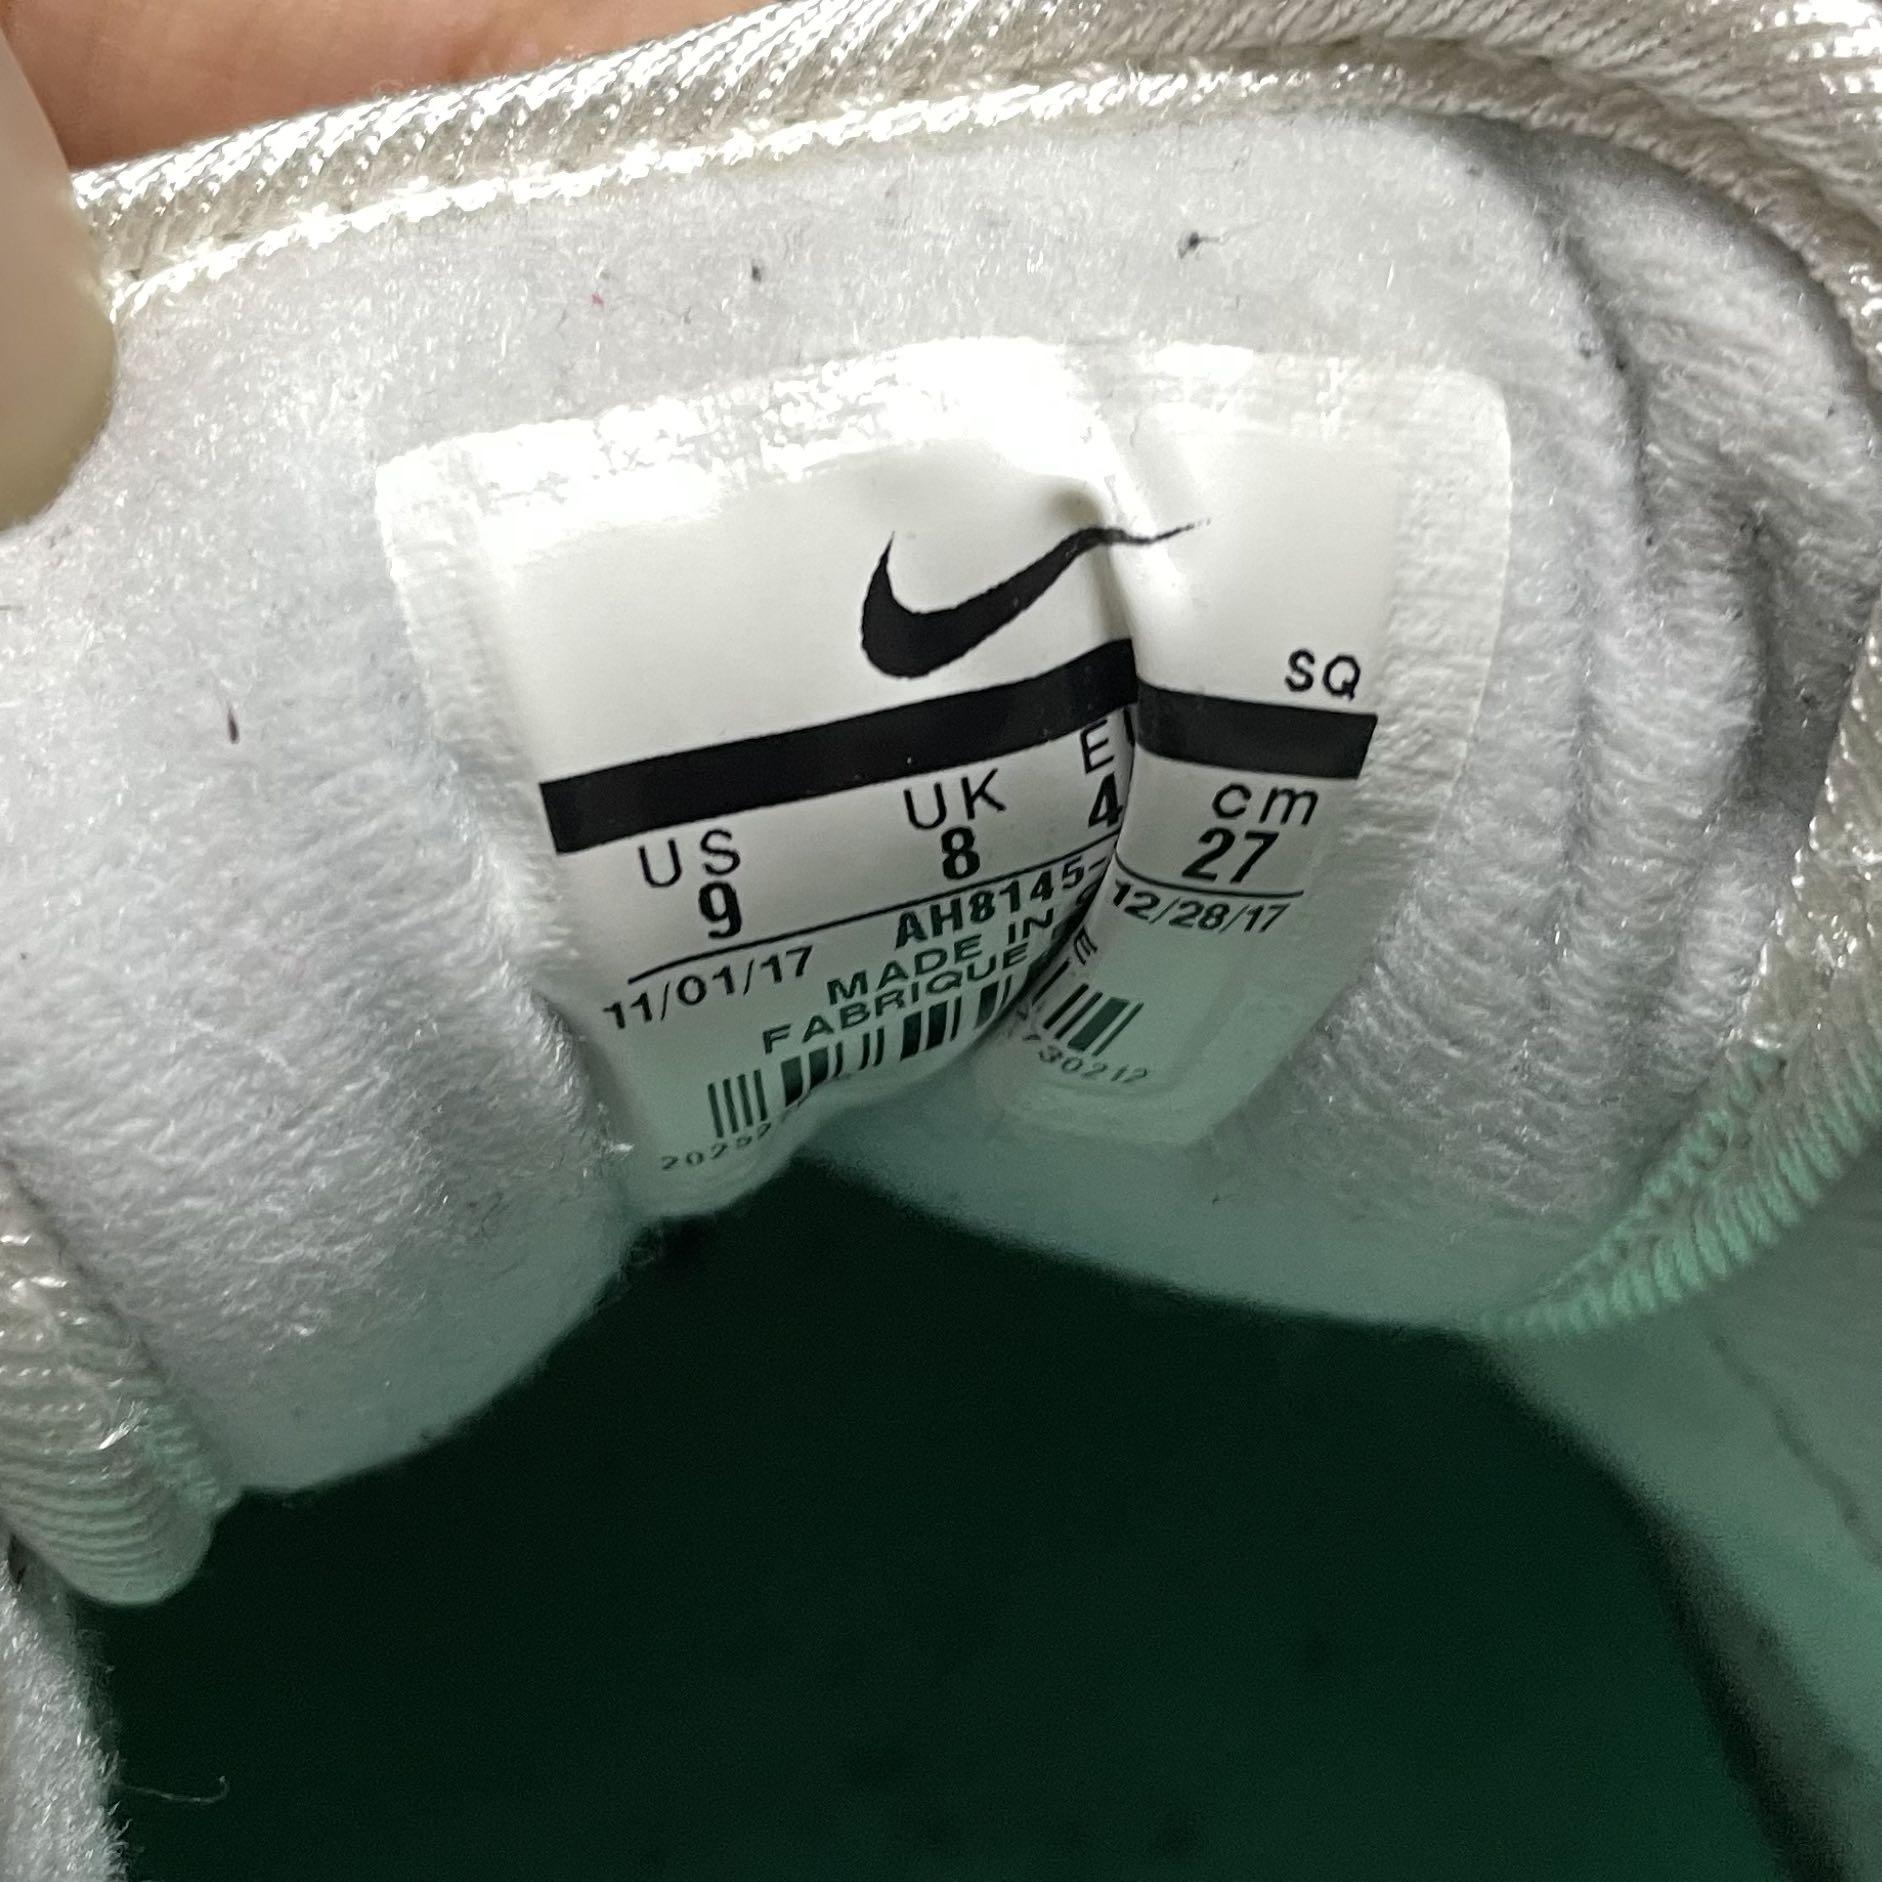 SQ
US UK cm
9 8 27
11/01/17 AH8145- 12/28/17
MADE IN
FABRIQUE